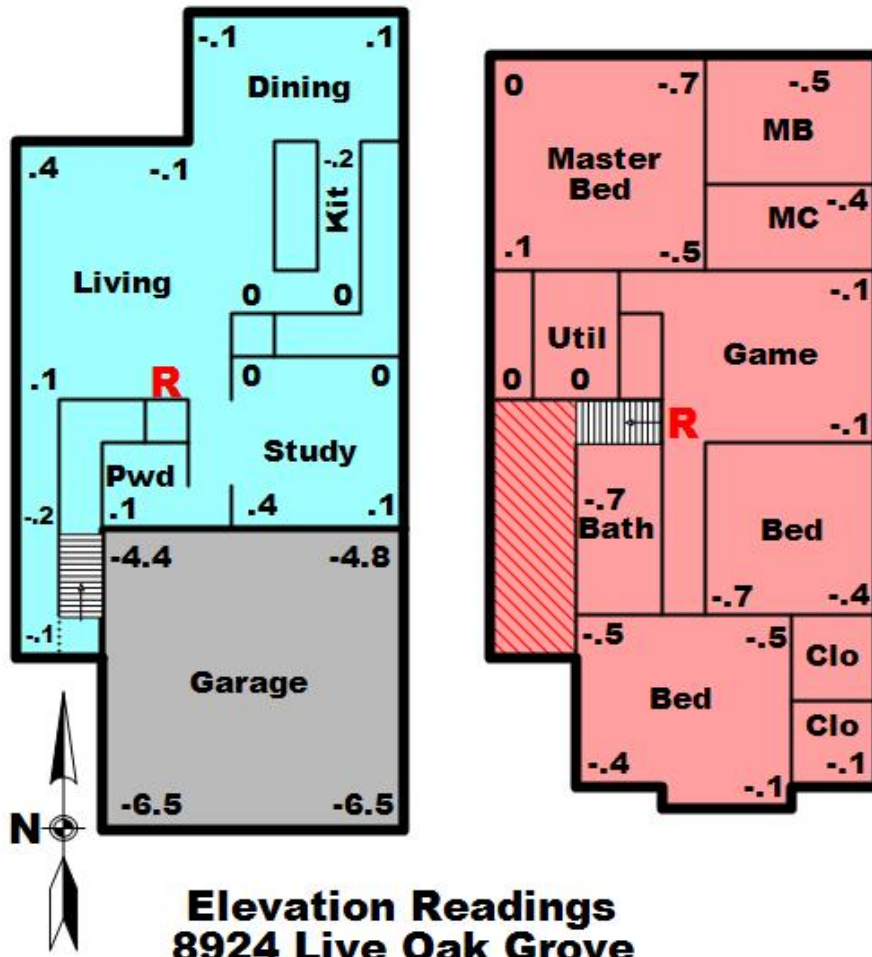 -.1 .1
Dining
.4 -.1 -.2
Kit
Living
0 0
.1 R 0 0
Study
Pwd
-.2 .1 .4 .1
-4.4 -4.8
-.1
Garage
-6.5 -6.5
N
0 -.7 -.5
MB
Master
Bed
MC -.4
.1 -.5
-.1
Util
Game
0 0
R -.1
-.7
Bath Bed
-.7 -.4
-.5 -.5
Clo
Bed
Clo
-.4 -.1 -.1
Elevation Readings
8924 Live Oak Grove